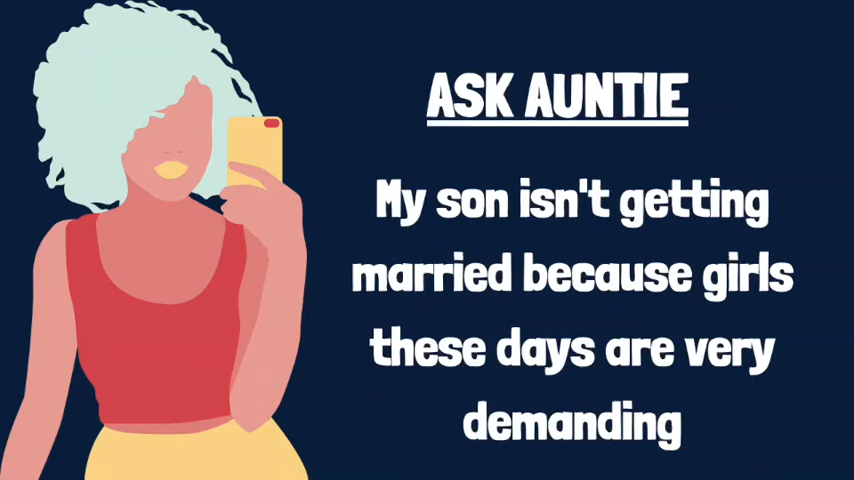 ASK AUNTIE
My son isn't getting
married because girls
these days are very
demanding